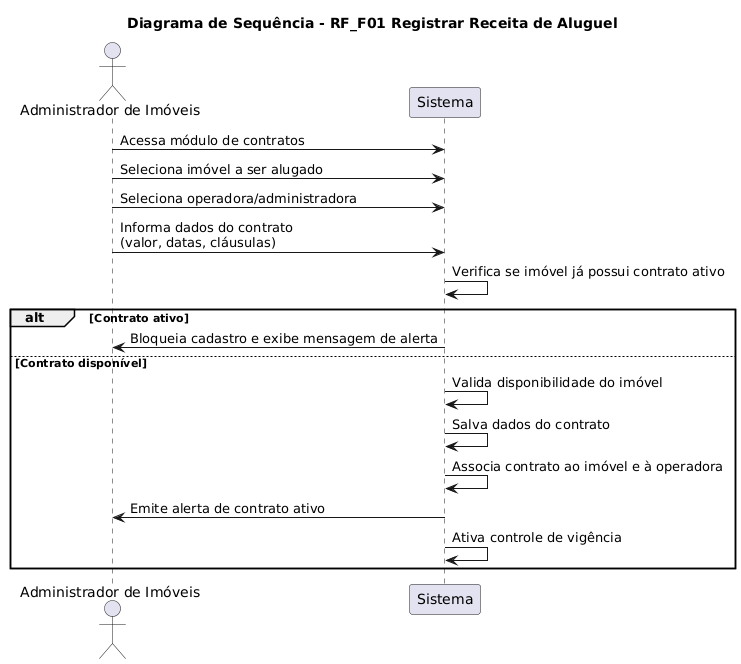 Diagrama de Sequência - RF_F01 Registrar Receita de Aluguel
Administrador de Imóveis
Sistema
Acessa módulo de contratos
Seleciona imóvel a ser alugado
Seleciona operadora/administradora
Informa dados do contrato
(valor, datas, cláusulas)
Verifica se imóvel já possui contrato ativo
alt
[Contrato ativo]
Bloqueia cadastro e exibe mensagem de alerta
[Contrato disponível]
Valida disponibilidade do imóvel
Salva dados do contrato
Associa contrato ao imóvel e à operadora
Emite alerta de contrato ativo
Ativa controle de vigência
Administrador de Imóveis
Sistema